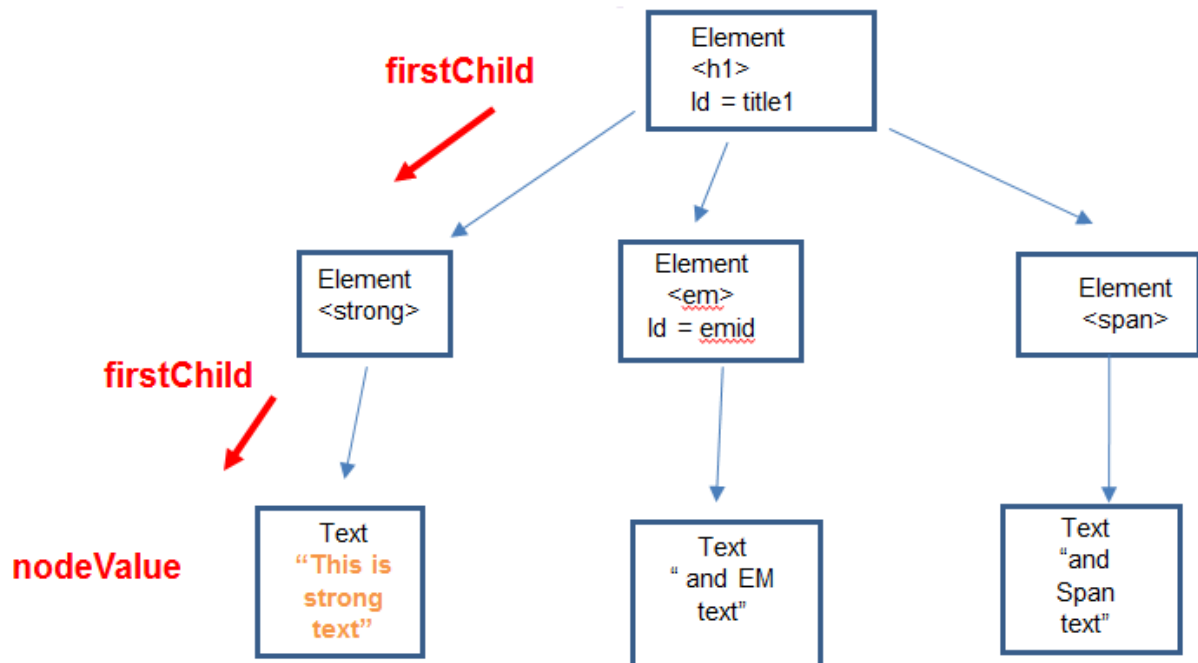 Element
<h1>
Id = title1
firstChild
Element
<strong>
Element
<em>
Id = emid
Element
<span>
firstChild
nodeValue
Text
“This is
strong
text”
Text
“ and EM
text”
Text
“and
Span
text”